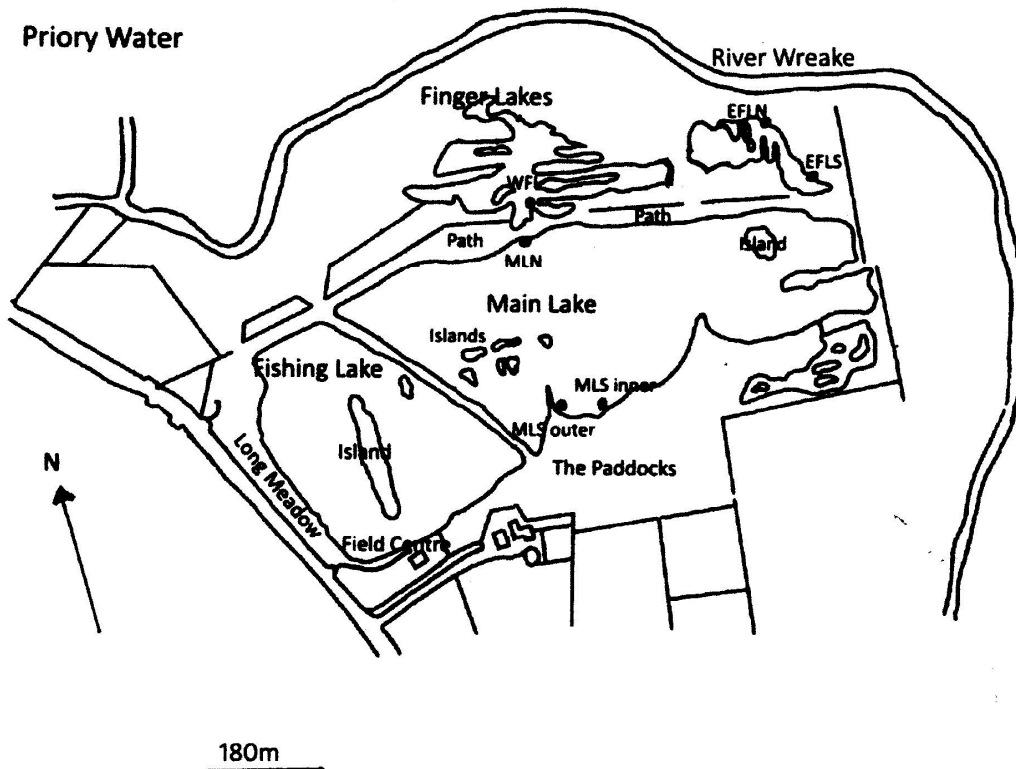 Priory Water
River Wreake
Finger Lakes
EFLN
EFLS
WFL
Path
Path
Island
MLN
Main Lake
Islands
Fishing Lake
MLS inner
MLS outer
Island
Long Meadow
The Paddocks
N
Field Centre
180m